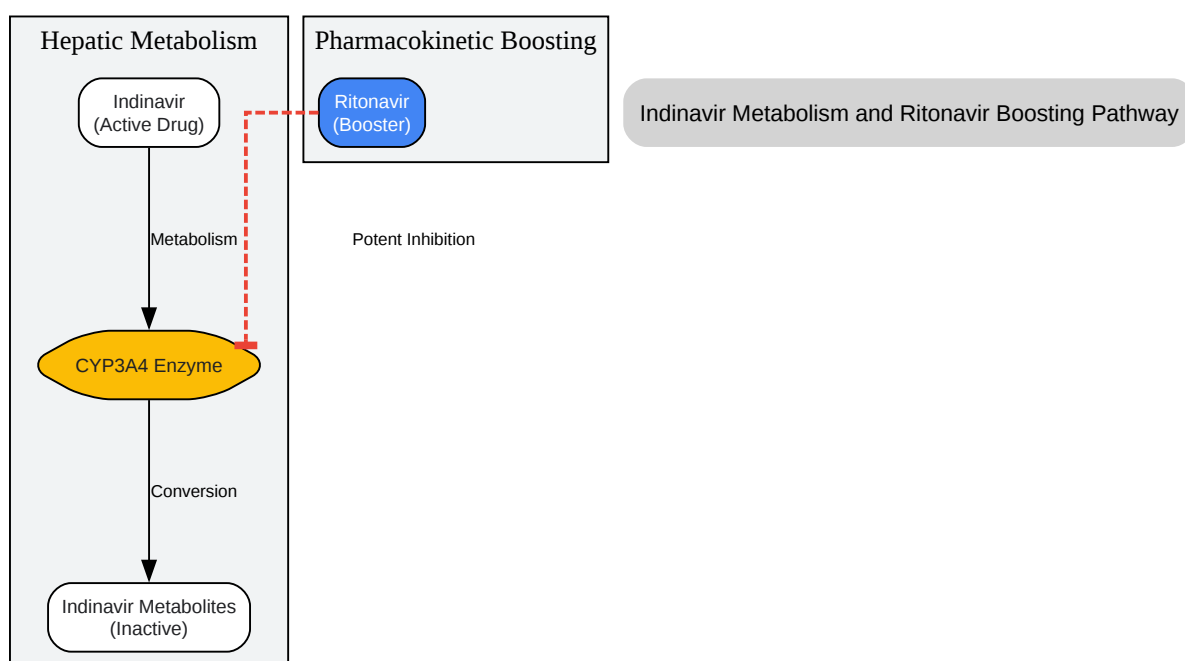 Hepatic Metabolism
Pharmacokinetic Boosting
Indinavir
(Active Drug)
Ritonavir
(Booster)
Indinavir Metabolism and Ritonavir Boosting Pathway
Metabolism
Potent Inhibition
CYP3A4 Enzyme
Conversion
Indinavir Metabolites
(Inactive)